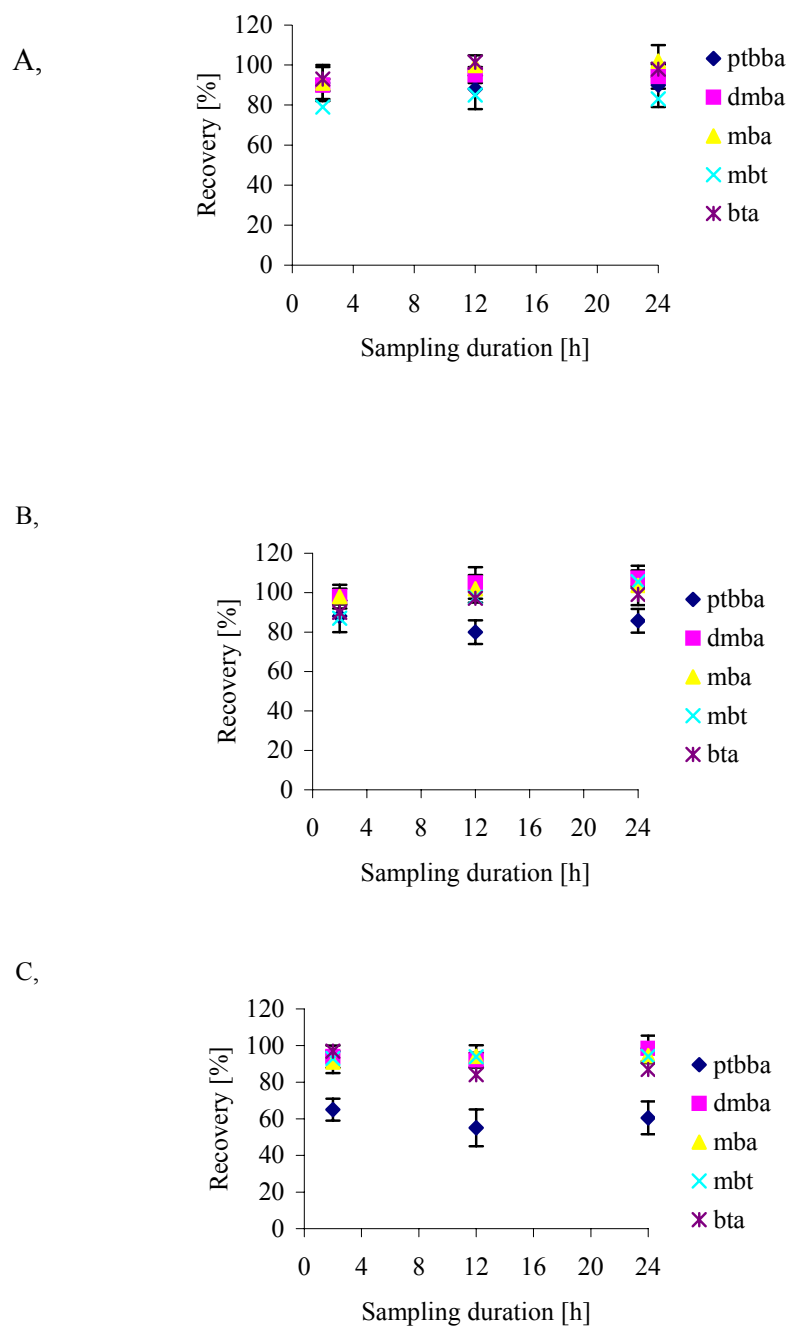 A,
120
100
80
60
40
20
0
Recovery [%]
0 4 8 12 16 20 24
Sampling duration [h]
ptbba
dmba
mba
mbt
bta
B,
120
100
80
60
40
20
0
Recovery [%]
0 4 8 12 16 20 24
Sampling duration [h]
ptbba
dmba
mba
mbt
bta
C,
120
100
80
60
40
20
0
Recovery [%]
0 4 8 12 16 20 24
Sampling duration [h]
ptbba
dmba
mba
mbt
bta